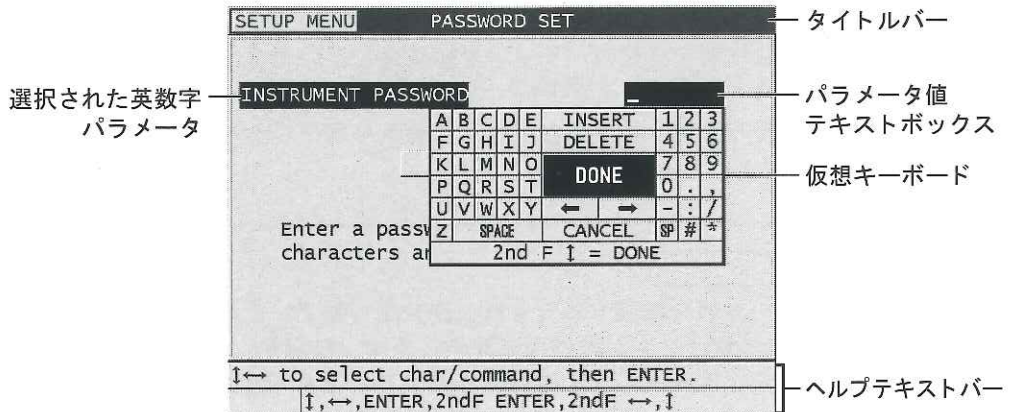 SETUP MENU PASSWORD SET
タイトルバー
選択された英数字
パラメータ
INSTRUMENT PASSWORD _
パラメータ値
テキストボックス
A B C D E INSERT 1 2 3
F G H I J DELETE 4 5 6
K L M N O DONE 7 8 9
P Q R S T 0 . ,
仮想キーボード
U V W X Y ← → - : /
Z SPACE CANCEL SP # *
2nd F ↕ = DONE
Enter a passw
characters ar
↕↔ to select char/command, then ENTER.
↕,↔,ENTER,2ndF ENTER,2ndF ↔,↕
ヘルプテキストバー